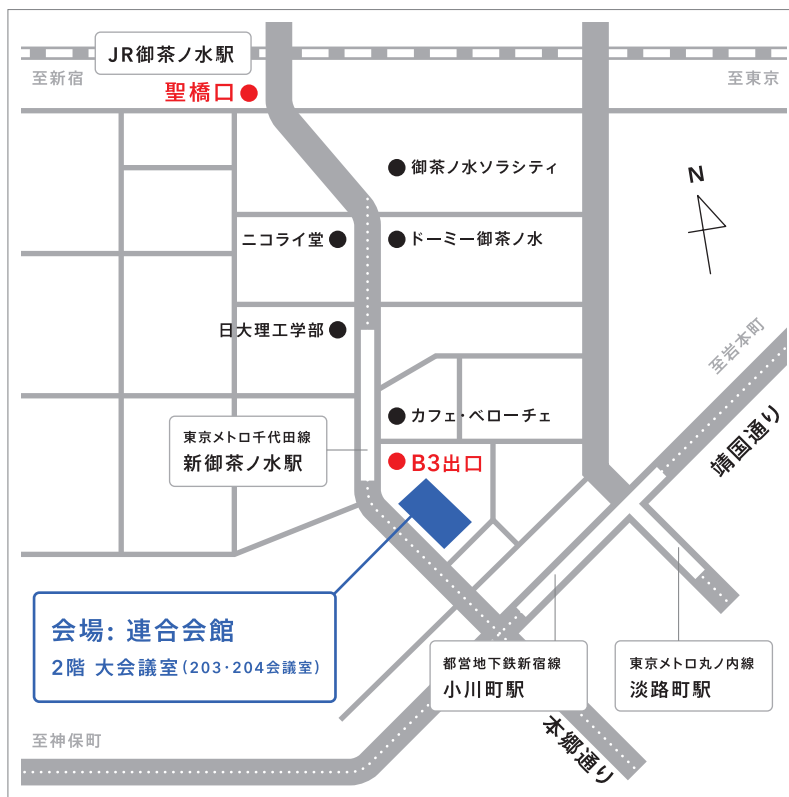 JR御茶ノ水駅
至新宿
至東京
聖橋口
御茶ノ水ソラシティ
N
ニコライ堂
ドーミー御茶ノ水
日大理工学部
至岩本町
カフェ・ベローチェ
靖国通り
東京メトロ千代田線
新御茶ノ水駅
B3出口
会場: 連合会館
2階 大会議室(203・204会議室)
都営地下鉄新宿線
小川町駅
東京メトロ丸ノ内線
淡路町駅
本郷通り
至神保町